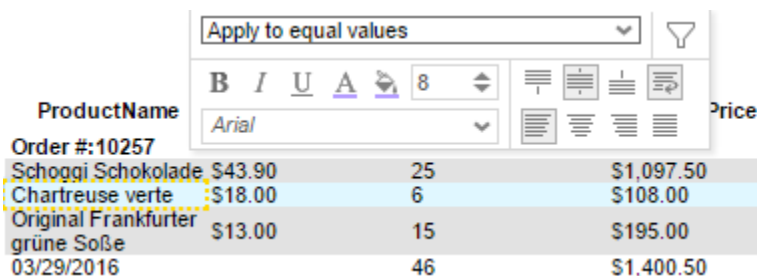 Apply to equal values
B I U A 8
Arial
ProductName Price
Order #:10257
Schoggi Schokolade $43.90 25 $1,097.50
Chartreuse verte $18.00 6 $108.00
Original Frankfurter
grüne Soße $13.00 15 $195.00
03/29/2016 46 $1,400.50